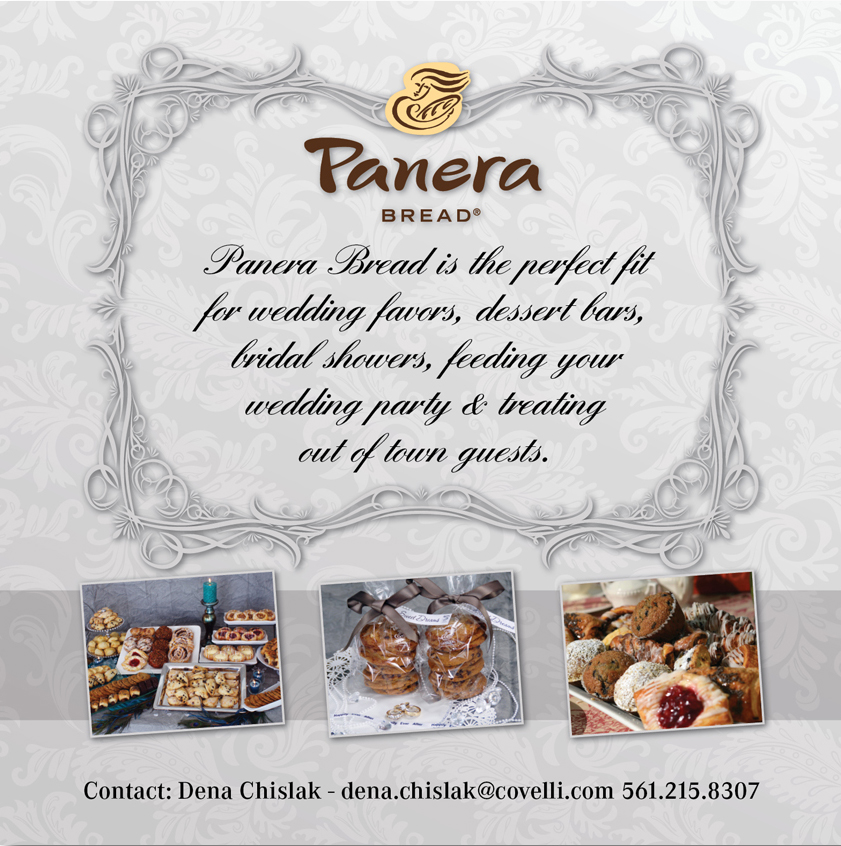 Panera
BREAD®
Panera Bread is the perfect fit
for wedding favors, dessert bars,
bridal showers, feeding your
wedding party & treating
out of town guests.
Contact: Dena Chislak - dena.chislak@covelli.com 561.215.8307